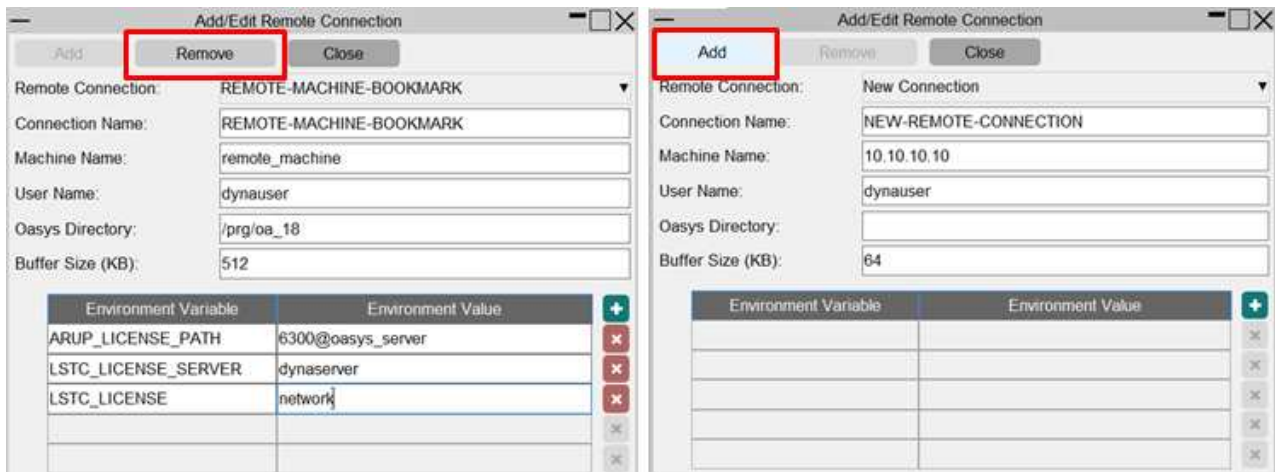 Add/Edit Remote Connection
Add Remove Close
Remote Connection: REMOTE-MACHINE-BOOKMARK
Connection Name: REMOTE-MACHINE-BOOKMARK
Machine Name: remote_machine
User Name: dynauser
Oasys Directory: /prg/oa_18
Buffer Size (KB): 512
Environment Variable Environment Value
ARUP_LICENSE_PATH 6300@oasys_server
LSTC_LICENSE_SERVER dynaserver
LSTC_LICENSE network
Add/Edit Remote Connection
Add Remove Close
Remote Connection: New Connection
Connection Name: NEW-REMOTE-CONNECTION
Machine Name: 10.10.10.10
User Name: dynauser
Oasys Directory:
Buffer Size (KB): 64
Environment Variable Environment Value